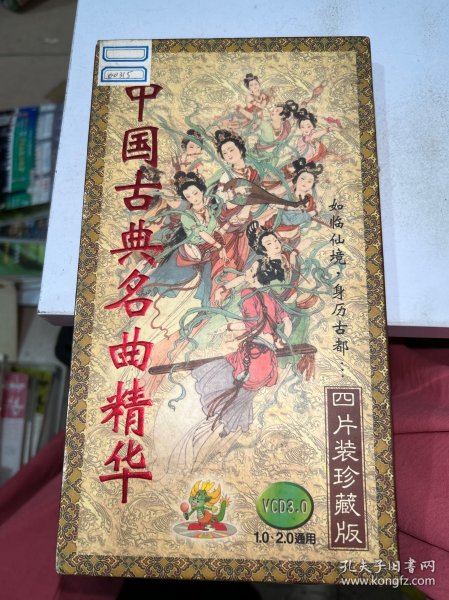 60315
中国古典名曲精华
如临仙境，身历古都…
四片装珍藏版
VCD3.0
1.0·2.0通用
孔夫子旧书网
www.kongfz.com